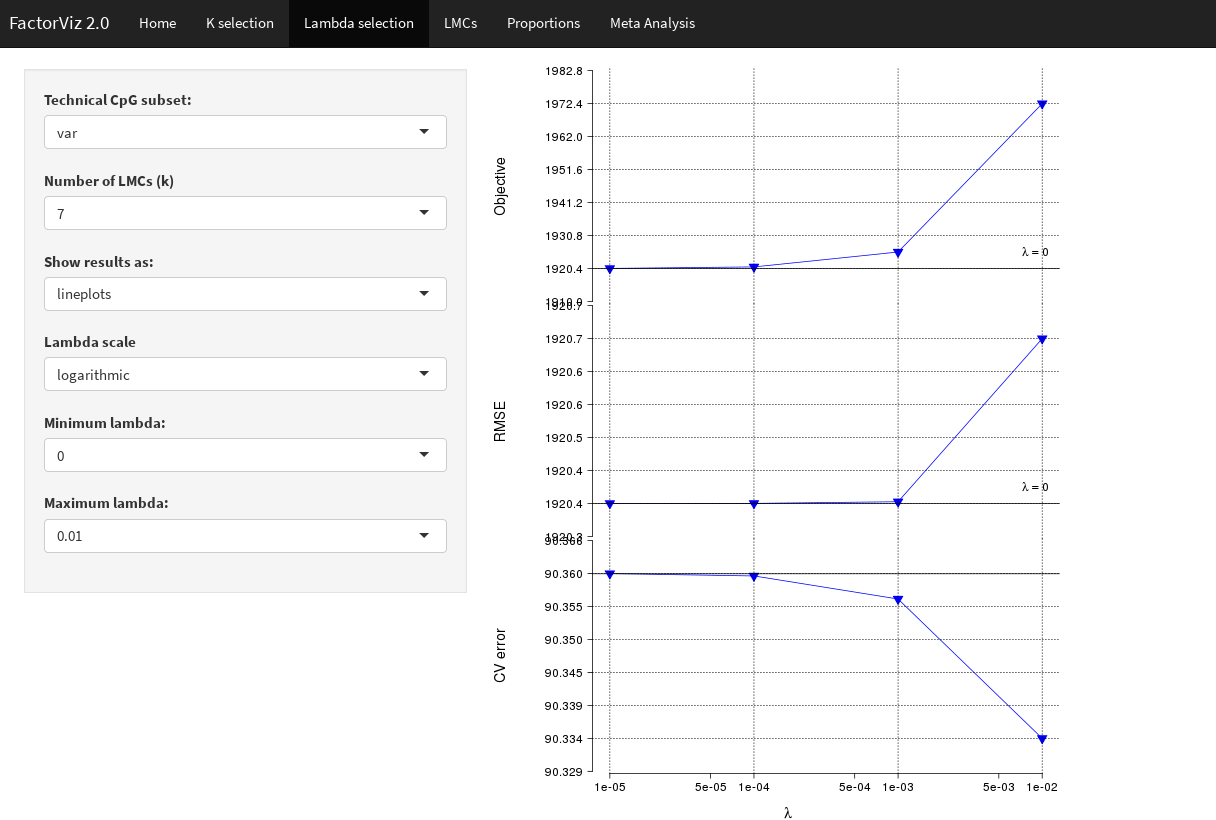 FactorViz 2.0 Home K selection Lambda selection LMCs Proportions Meta Analysis
Technical CpG subset:
var
Number of LMCs (k)
7
Show results as:
lineplots
Lambda scale
logarithmic
Minimum lambda:
0
Maximum lambda:
0.01
Objective
1982.8
1972.4
1962.0
1951.6
1941.2
1930.8
λ = 0
1920.4
RMSE
1920.7
1920.7
1920.6
1920.6
1920.5
1920.4
λ = 0
1920.4
1920.3
CV error
90.366
90.360
90.355
90.350
90.345
90.339
90.334
90.329
1e-05 5e-05 1e-04 5e-04 1e-03 5e-03 1e-02
λ